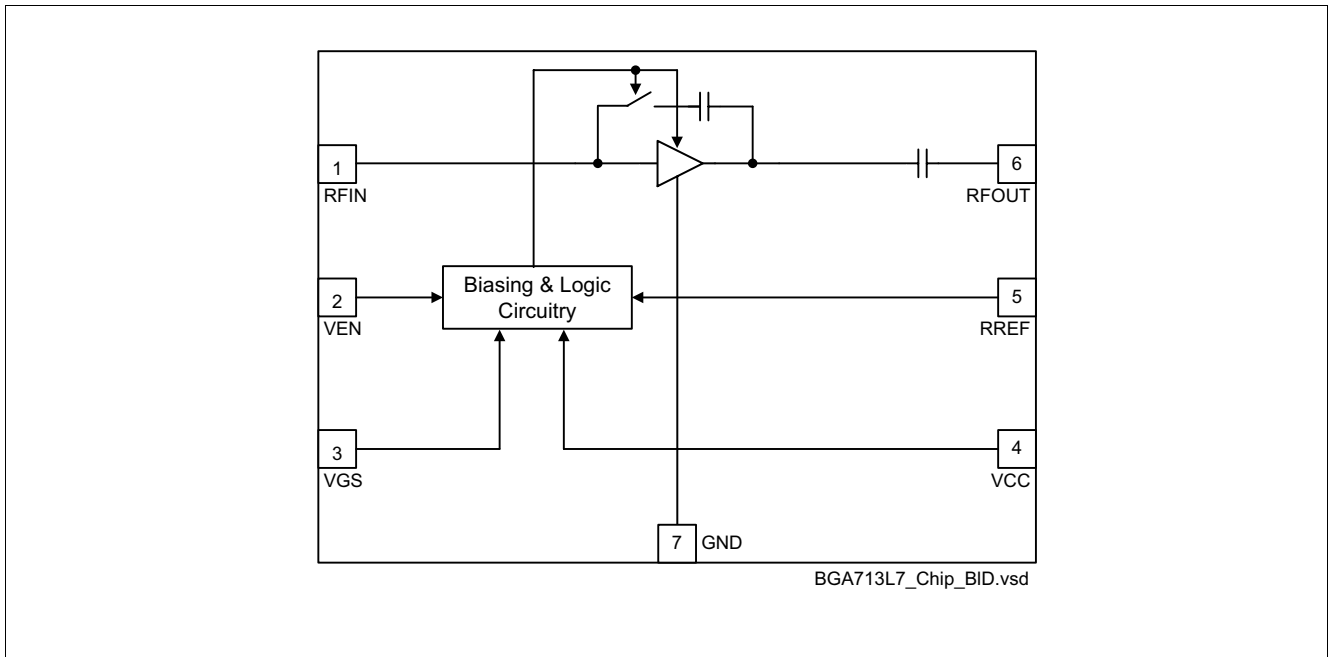 1
RFIN
6
RFOUT
Biasing & Logic
Circuitry
2
VEN
5
RREF
3
VGS
4
VCC
7
GND
BGA713L7_Chip_BID.vsd